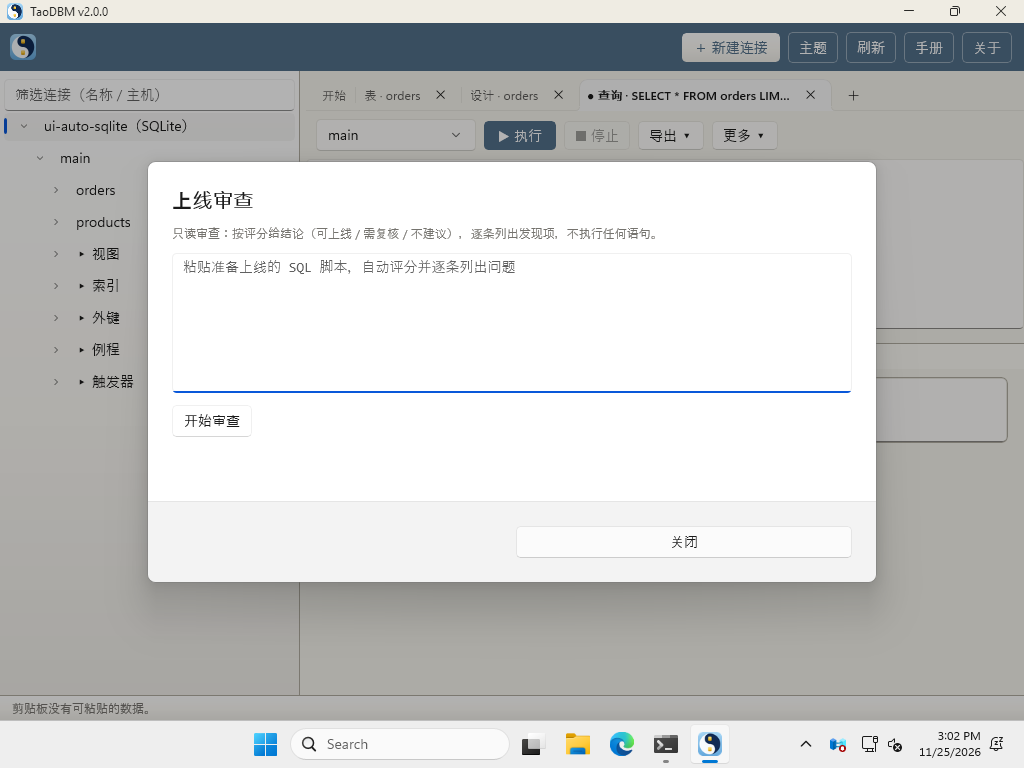 TaoDBM v2.0.0
＋ 新建连接
主题
刷新
手册
关于
筛选连接（名称 / 主机）
开始
表 · orders
设计 · orders
● 查询 · SELECT * FROM orders LIM...
ui-auto-sqlite（SQLite）
main
执行
停止
导出 ▾
更多 ▾
main
orders
products
视图
索引
外键
例程
触发器
上线审查
只读审查：按评分给结论（可上线 / 需复核 / 不建议），逐条列出发现项，不执行任何语句。
粘贴准备上线的 SQL 脚本，自动评分并逐条列出问题
开始审查
关闭
剪贴板没有可粘贴的数据。
Search
3:02 PM
11/25/2026